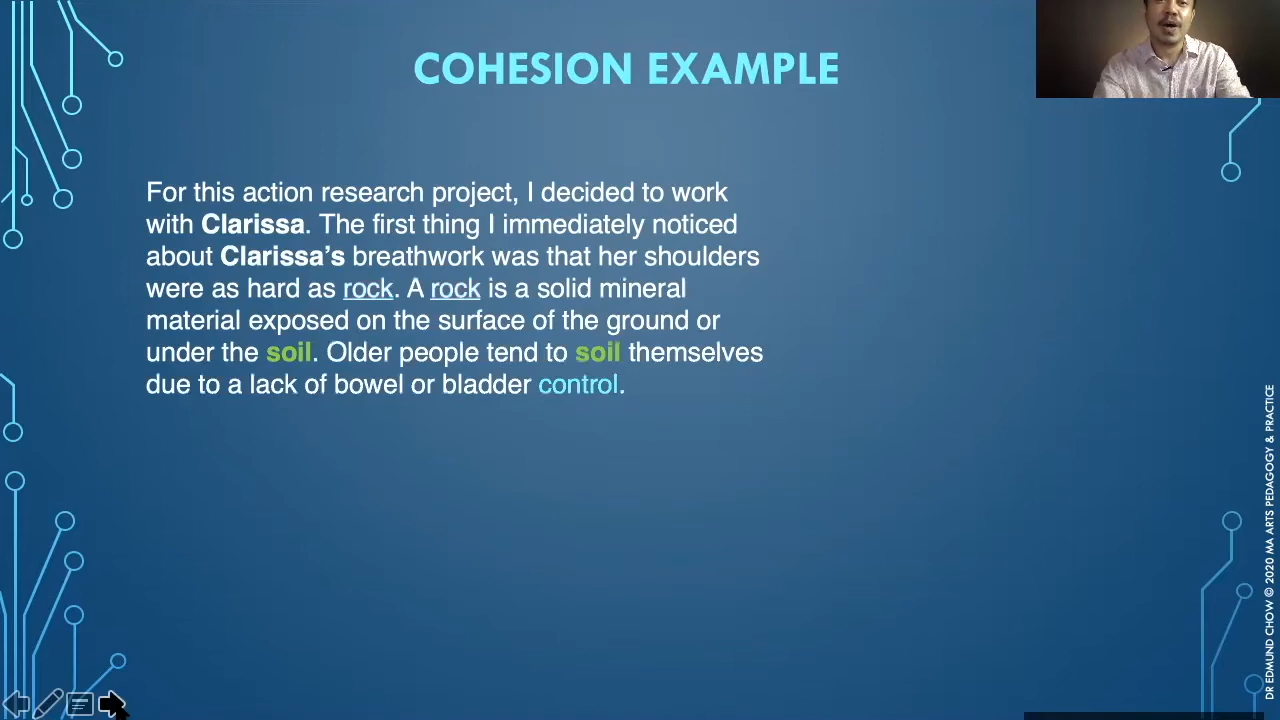 COHESION EXAMPLE
For this action research project, I decided to work
with Clarissa. The first thing I immediately noticed
about Clarissa’s breathwork was that her shoulders
were as hard as rock. A rock is a solid mineral
material exposed on the surface of the ground or
under the soil. Older people tend to soil themselves
due to a lack of bowel or bladder control.
DR EDMUND CHOW © 2020 MA ARTS PEDAGOGY & PRACTICE